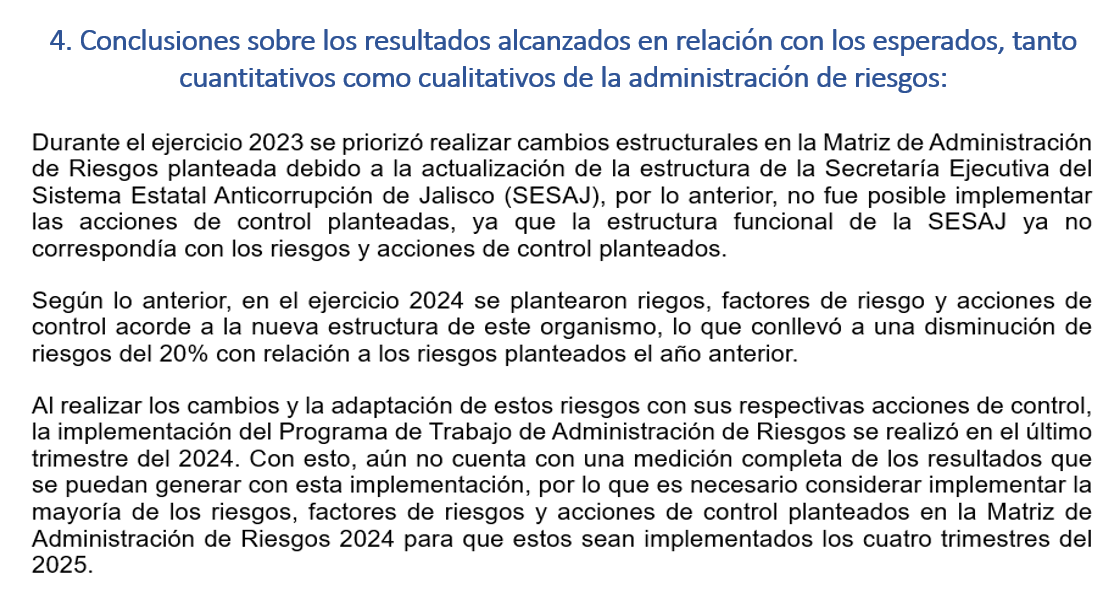 4. Conclusiones sobre los resultados alcanzados en relación con los esperados, tanto
cuantitativos como cualitativos de la administración de riesgos:
Durante el ejercicio 2023 se priorizó realizar cambios estructurales en la Matriz de Administración
de Riesgos planteada debido a la actualización de la estructura de la Secretaría Ejecutiva del
Sistema Estatal Anticorrupción de Jalisco (SESAJ), por lo anterior, no fue posible implementar
las acciones de control planteadas, ya que la estructura funcional de la SESAJ ya no
correspondía con los riesgos y acciones de control planteados.
Según lo anterior, en el ejercicio 2024 se plantearon riegos, factores de riesgo y acciones de
control acorde a la nueva estructura de este organismo, lo que conllevó a una disminución de
riesgos del 20% con relación a los riesgos planteados el año anterior.
Al realizar los cambios y la adaptación de estos riesgos con sus respectivas acciones de control,
la implementación del Programa de Trabajo de Administración de Riesgos se realizó en el último
trimestre del 2024. Con esto, aún no cuenta con una medición completa de los resultados que
se puedan generar con esta implementación, por lo que es necesario considerar implementar la
mayoría de los riesgos, factores de riesgos y acciones de control planteados en la Matriz de
Administración de Riesgos 2024 para que estos sean implementados los cuatro trimestres del
2025.